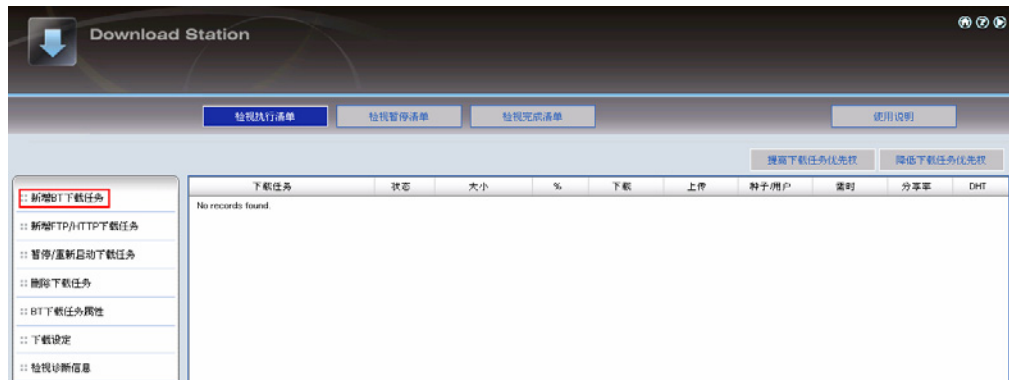 Download Station
检视执行清单 检视暂停清单 检视完成清单 使用说明
提高下载任务优先权 降低下载任务优先权
下载任务 状态 大小 % 下载 上传 种子/用户 需时 分享率 DHT
No records found.
:: 新增BT下载任务
:: 新增FTP/HTTP下载任务
:: 暂停/重新启动下载任务
:: 删除下载任务
:: BT下载任务属性
:: 下载设定
:: 检视诊断信息